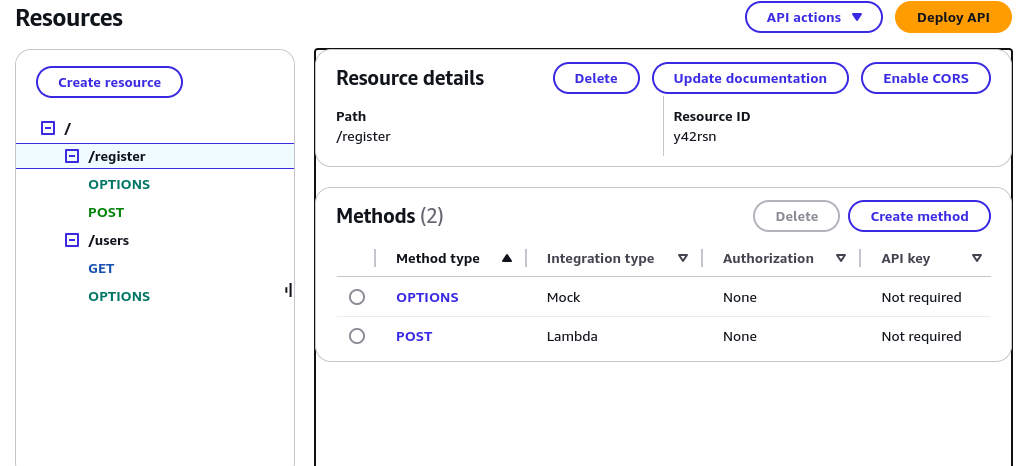 Resources
API actions
Deploy API
Create resource
/
/register
OPTIONS
POST
/users
GET
OPTIONS
Resource details
Delete
Update documentation
Enable CORS
Path
/register
Resource ID
y42rsn
Methods (2)
Delete
Create method
Method type Integration type Authorization API key
OPTIONS Mock None Not required
POST Lambda None Not required